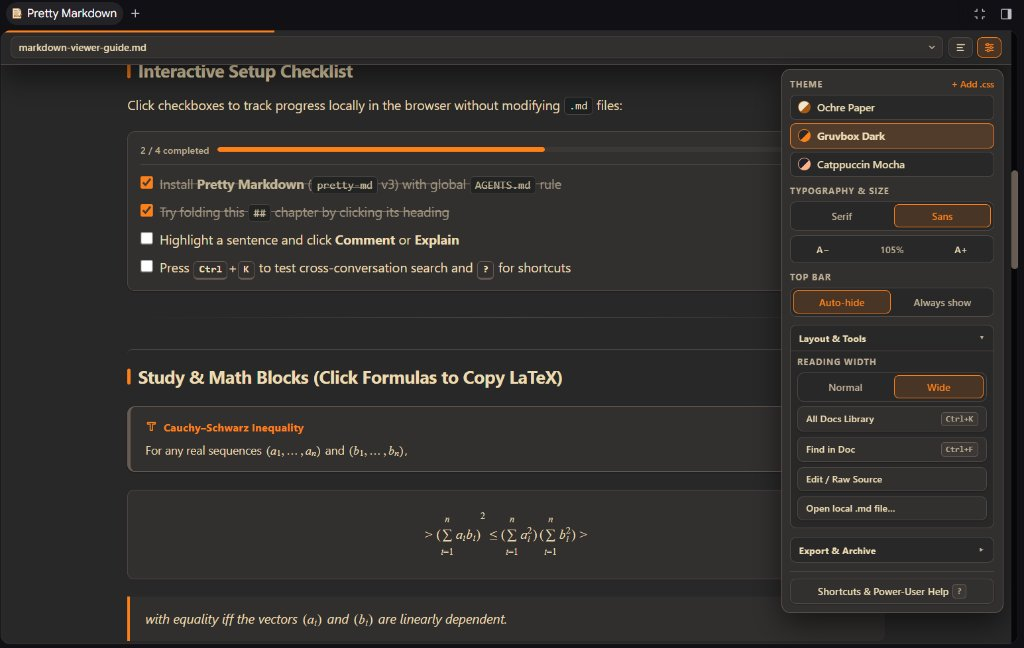 Pretty Markdown +
markdown-viewer-guide.md
Interactive Setup Checklist
Click checkboxes to track progress locally in the browser without modifying .md files:
2 / 4 completed
Install Pretty Markdown (pretty-md v3) with global AGENTS.md rule
Try folding this ## chapter by clicking its heading
Highlight a sentence and click Comment or Explain
Press Ctrl + K to test cross-conversation search and ? for shortcuts
Study & Math Blocks (Click Formulas to Copy LaTeX)
Cauchy–Schwarz Inequality
For any real sequences (a₁, … , aₙ) and (b₁, … , bₙ),
> (∑ᵢ₌₁ⁿ aᵢbᵢ)² ≤ (∑ᵢ₌₁ⁿ aᵢ²)(∑ᵢ₌₁ⁿ bᵢ²) >
with equality iff the vectors (aᵢ) and (bᵢ) are linearly dependent.
THEME + Add .css
Ochre Paper
Gruvbox Dark
Catppuccin Mocha
TYPOGRAPHY & SIZE
Serif Sans
A− 105% A+
TOP BAR
Auto-hide Always show
Layout & Tools
READING WIDTH
Normal Wide
All Docs Library Ctrl+K
Find in Doc Ctrl+F
Edit / Raw Source
Open local .md file...
Export & Archive
Shortcuts & Power-User Help ?